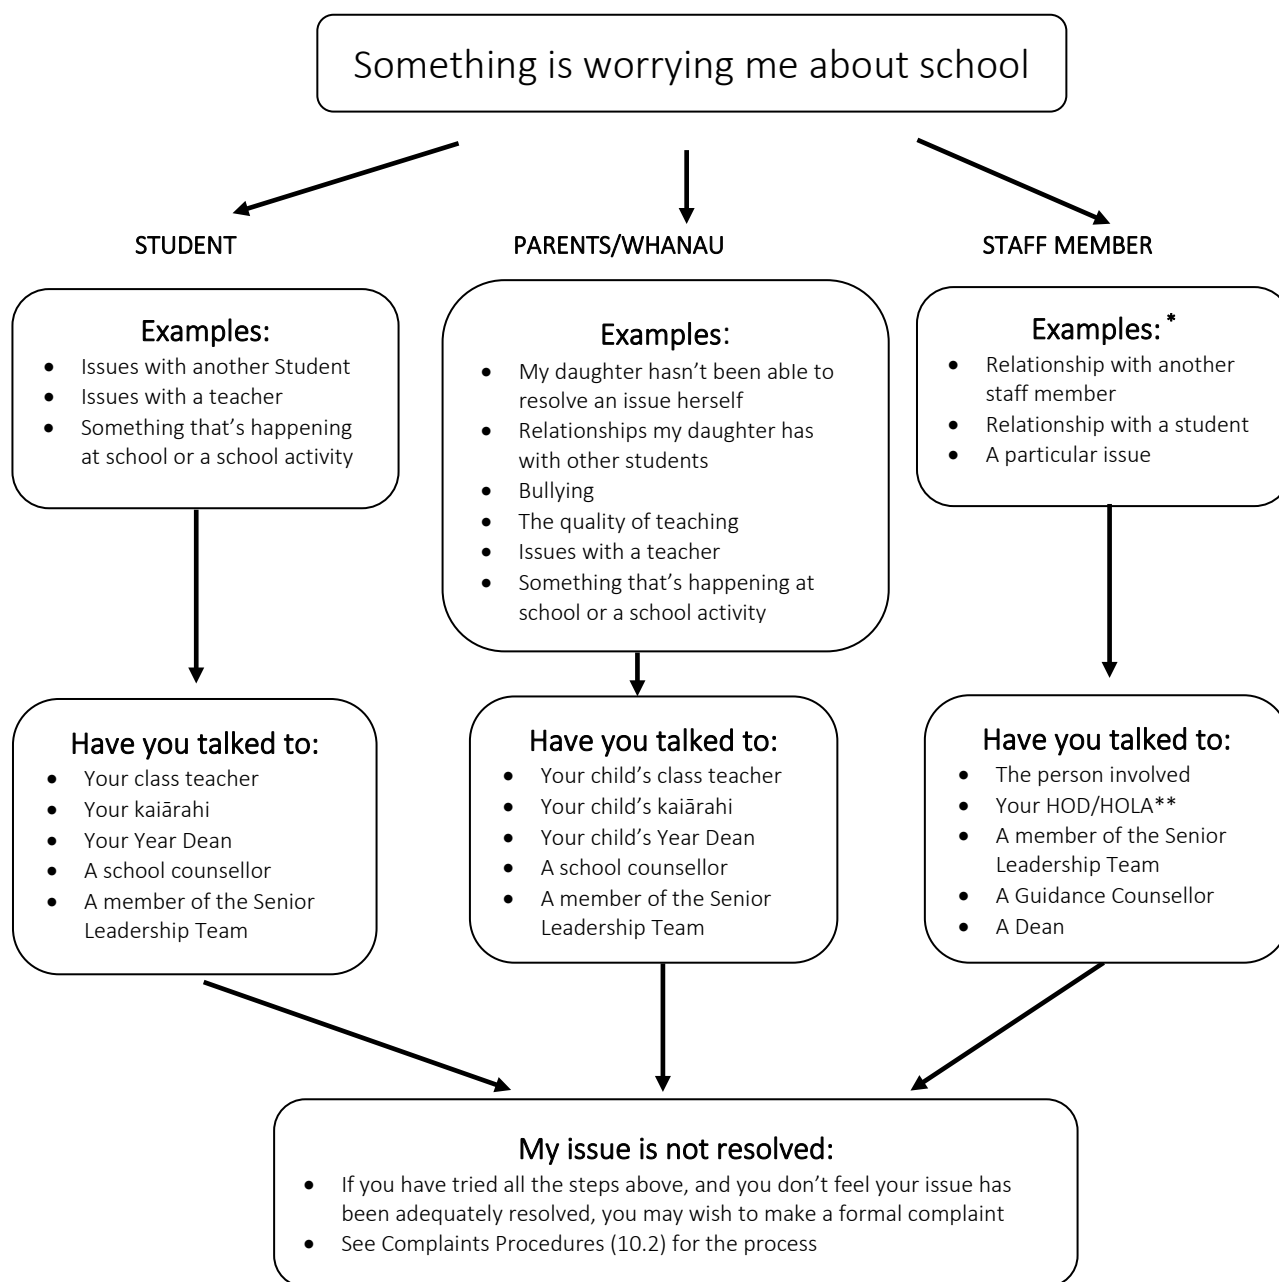 Something is worrying me about school
STUDENT
PARENTS/WHANAU
STAFF MEMBER
Examples:
• Issues with another Student
• Issues with a teacher
• Something that's happening
at school or a school activity
Examples:
• My daughter hasn't been able to
resolve an issue herself
• Relationships my daughter has
with other students
• Bullying
• The quality of teaching
• Issues with a teacher
• Something that's happening at
school or a school activity
Examples: *
• Relationship with another
staff member
• Relationship with a student
• A particular issue
Have you talked to:
• Your class teacher
• Your kaiārahi
• Your Year Dean
• A school counsellor
• A member of the Senior
Leadership Team
Have you talked to:
• Your child's class teacher
• Your child's kaiārahi
• Your child's Year Dean
• A school counsellor
• A member of the Senior
Leadership Team
Have you talked to:
• The person involved
• Your HOD/HOLA**
• A member of the Senior
Leadership Team
• A Guidance Counsellor
• A Dean
My issue is not resolved:
• If you have tried all the steps above, and you don't feel your issue has
been adequately resolved, you may wish to make a formal complaint
• See Complaints Procedures (10.2) for the process